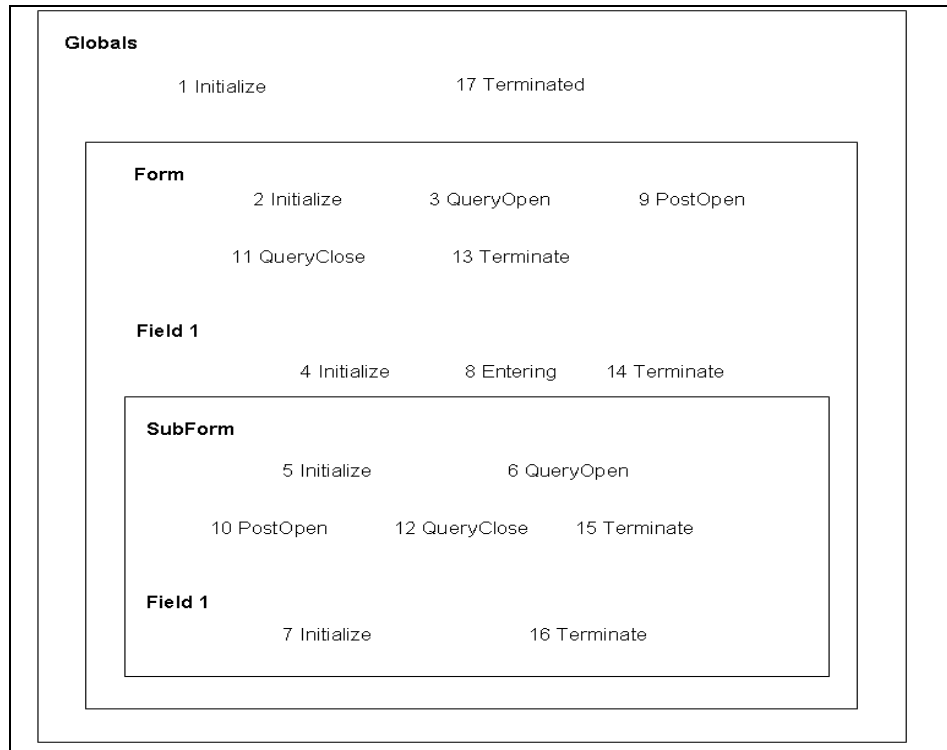 Globals
1 Initialize 17 Terminated
Form
2 Initialize 3 QueryOpen 9 PostOpen
11 QueryClose 13 Terminate
Field 1
4 Initialize 8 Entering 14 Terminate
SubForm
5 Initialize 6 QueryOpen
10 PostOpen 12 QueryClose 15 Terminate
Field 1
7 Initialize 16 Terminate